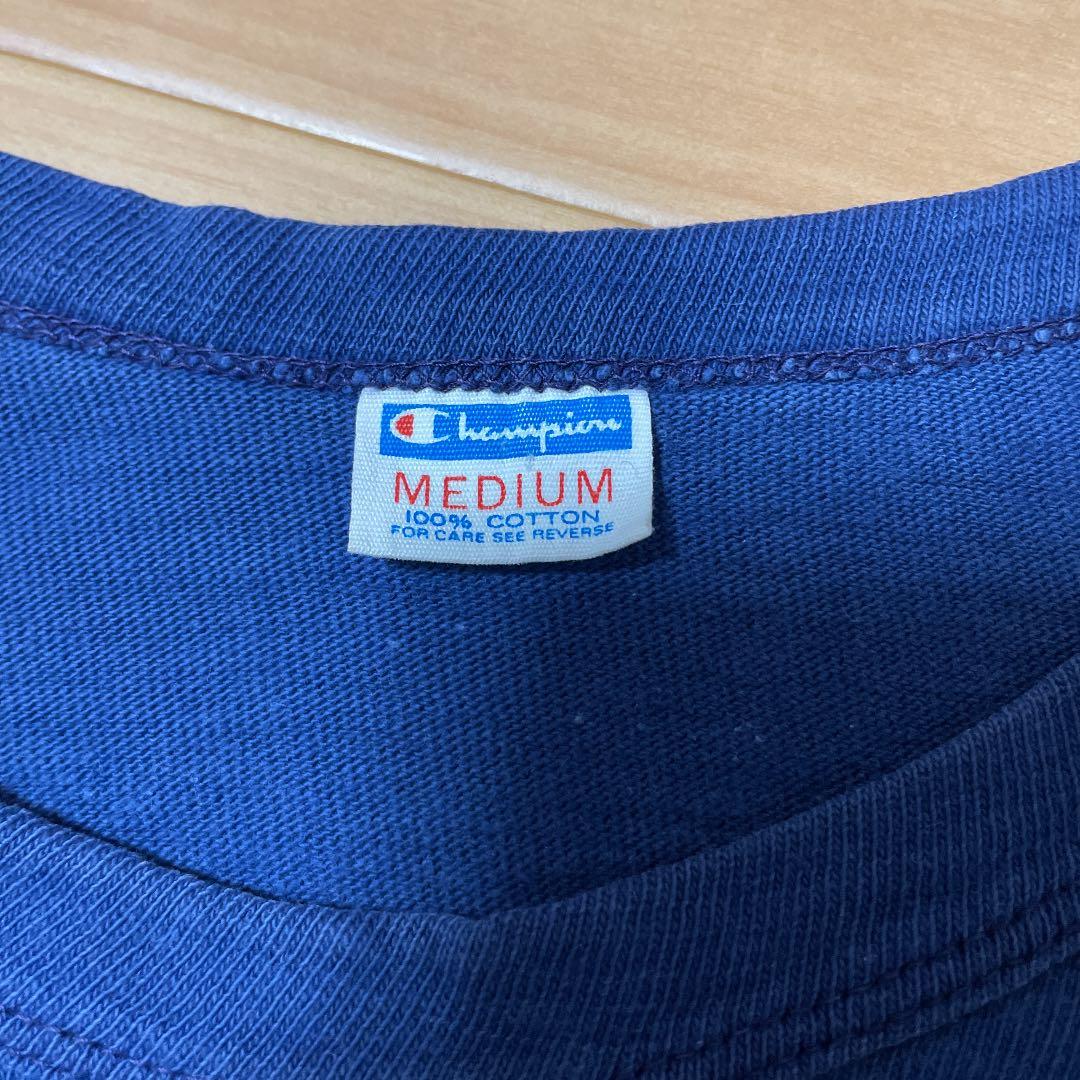 Champion
MEDIUM
100% COTTON
FOR CARE SEE REVERSE